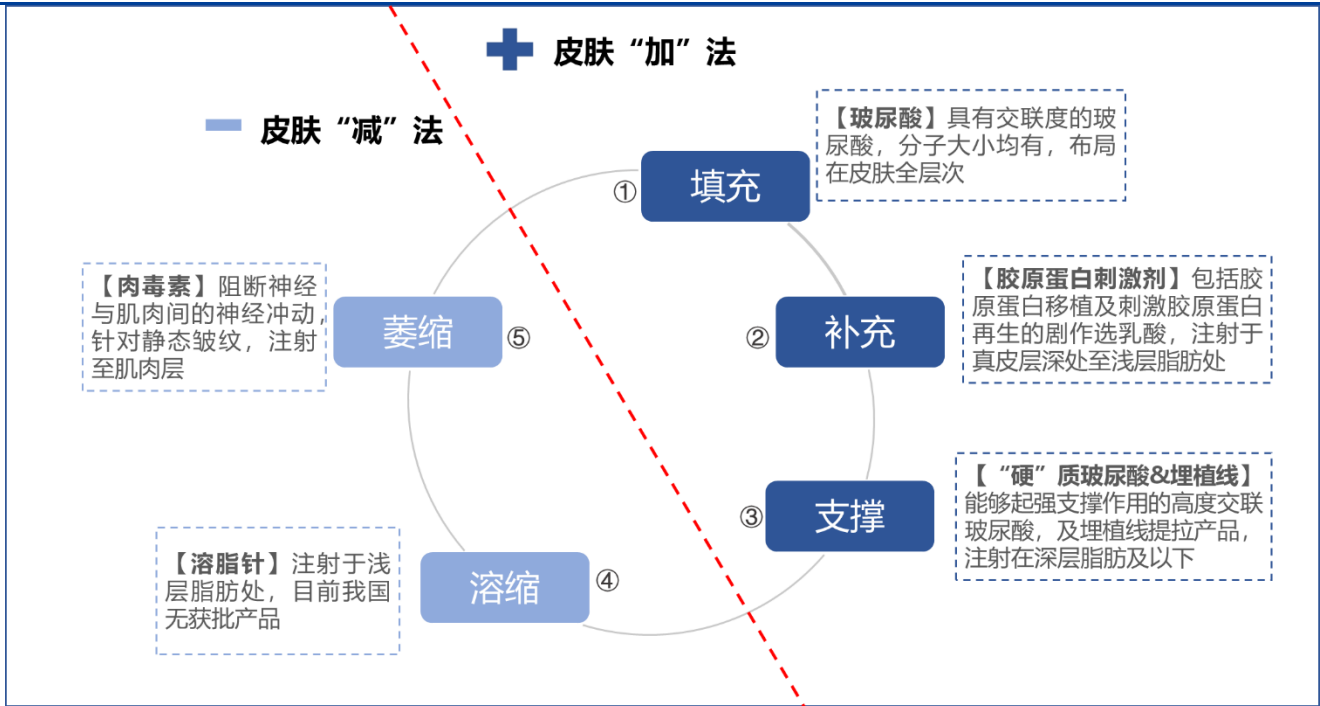 皮肤“加”法
皮肤“减”法
【玻尿酸】具有交联度的玻
尿酸，分子大小均有，布局
在皮肤全层次
① 填充
【胶原蛋白刺激剂】包括胶
原蛋白移植及刺激胶原蛋白
再生的剧作选乳酸，注射于
真皮层深处至浅层脂肪处
② 补充
【“硬”质玻尿酸&埋植线】
能够起强支撑作用的高度交联
玻尿酸，及埋植线提拉产品，
注射在深层脂肪及以下
③ 支撑
【溶脂针】注射于浅
层脂肪处，目前我国
无获批产品
溶缩 ④
【肉毒素】阻断神经
与肌肉间的神经冲动，
针对静态皱纹，注射
至肌肉层
萎缩 ⑤